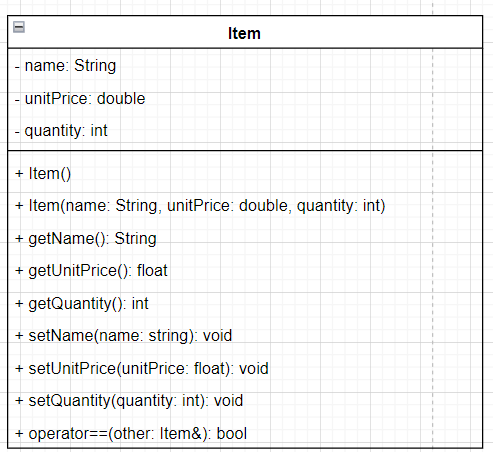 Item
- name: String
- unitPrice: double
- quantity: int
+ Item()
+ Item(name: String, unitPrice: double, quantity: int)
+ getName(): String
+ getUnitPrice(): float
+ getQuantity(): int
+ setName(name: string): void
+ setUnitPrice(unitPrice: float): void
+ setQuantity(quantity: int): void
+ operator==(other: Item&): bool